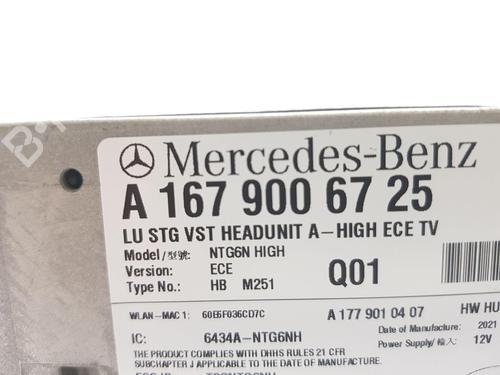 Mercedes-Benz
A 167 900 67 25
LU STG VST HEADUNIT A-HIGH ECE TV
Model/型號: NTG6N HIGH
Version: ECE
Type No.: HB M251
Q01
WLAN-MAC 1: 60E6F036CD7C
A 177 901 04 07
HW HU
IC: 6434A-NTG6NH
Date of Manufacture: 2021
THE PRODUCT COMPLIES WITH DHHS RULES 21 CFR
Power Supply/ 輸入: 12V
SUBCHAPTER J APPLICABLE AT DATE OF MANUFACTURE.